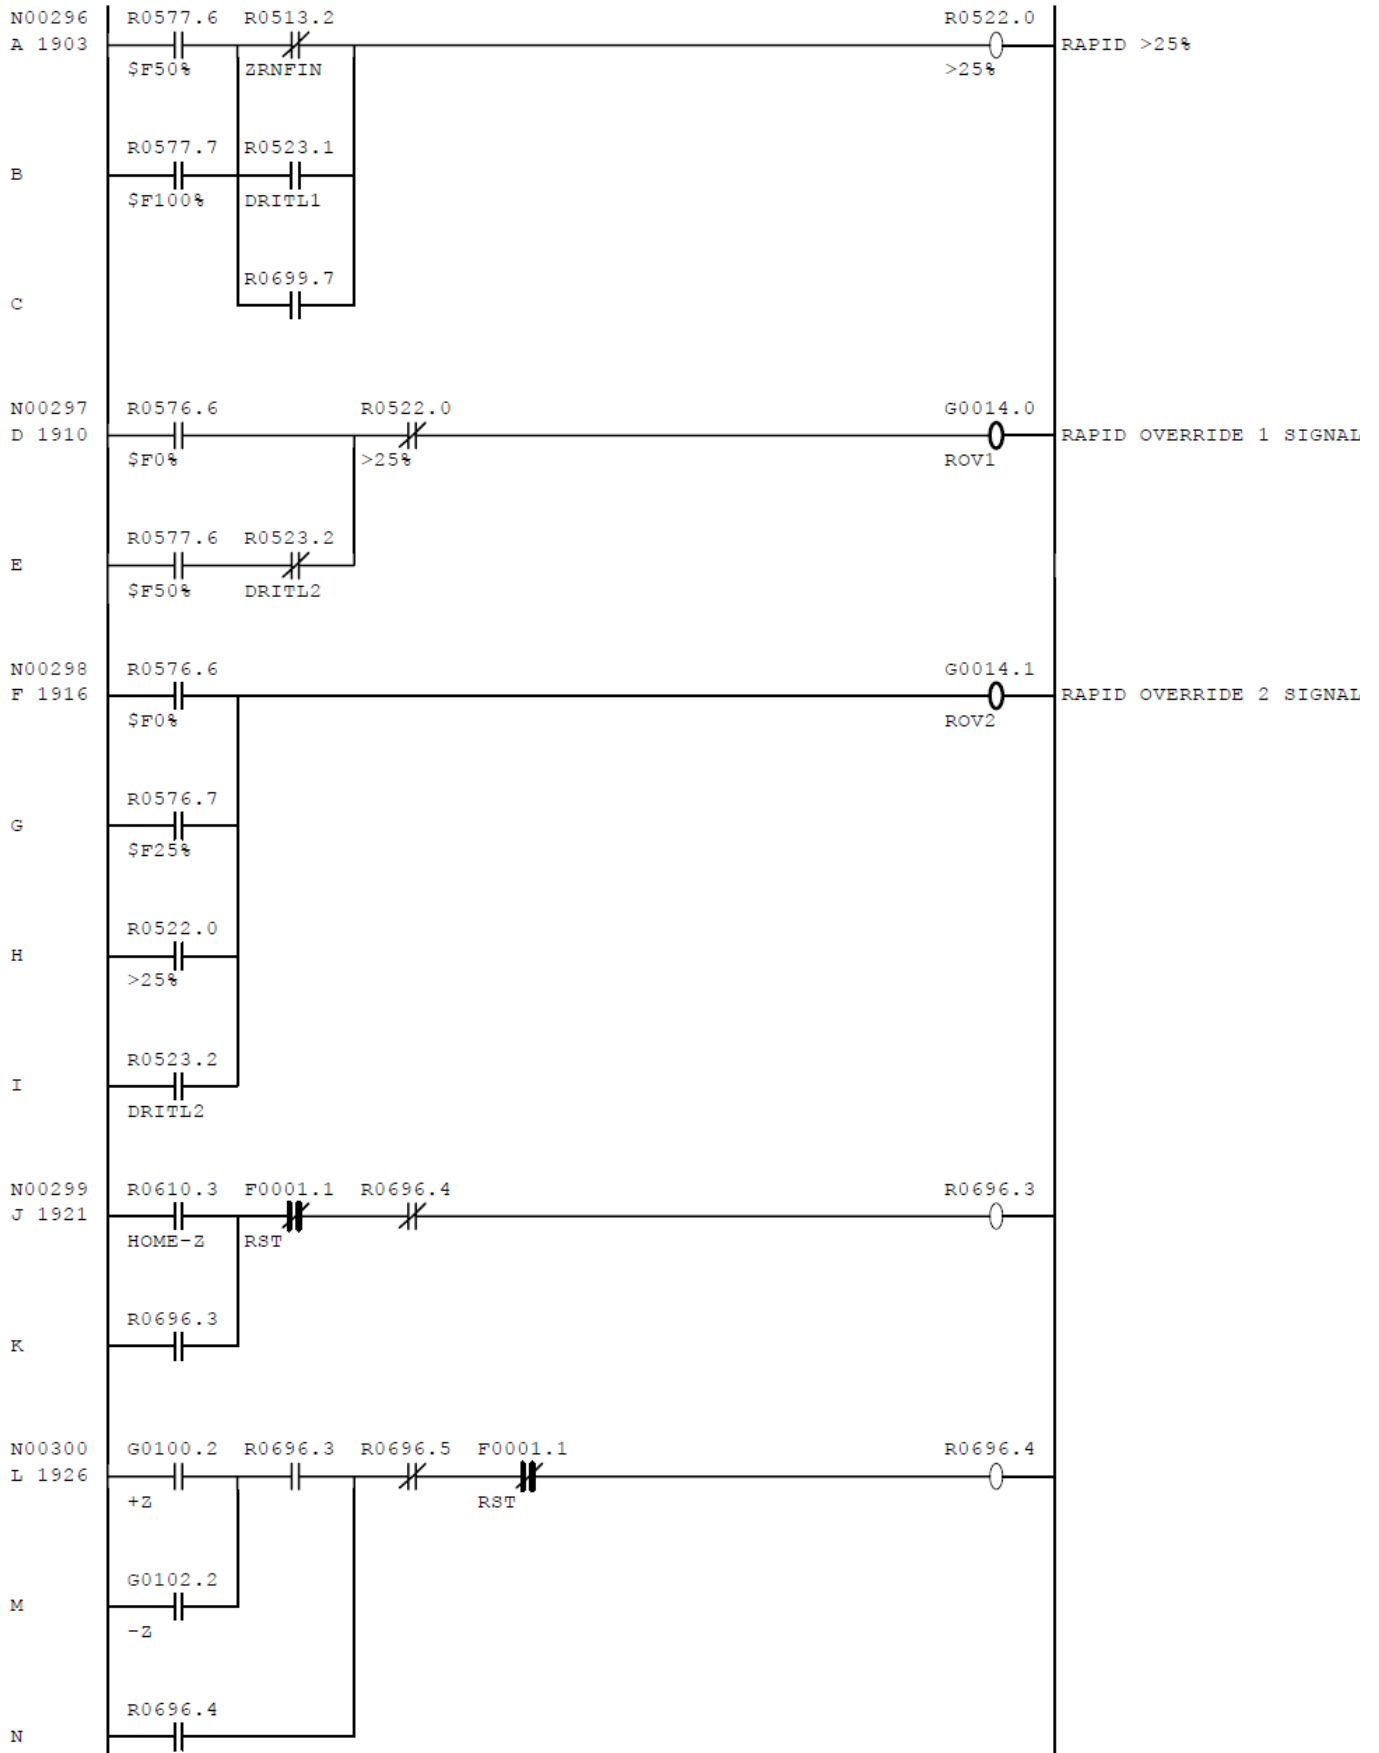 N00296 R0577.6 R0513.2 R0522.0
A 1903 RAPID >25%
$F50% ZRNFIN >25%
R0577.7 R0523.1
B
$F100% DRITL1
R0699.7
C
N00297 R0576.6 R0522.0 G0014.0
D 1910 RAPID OVERRIDE 1 SIGNAL
$F0% >25% ROV1
R0577.6 R0523.2
E
$F50% DRITL2
N00298 R0576.6 G0014.1
F 1916 RAPID OVERRIDE 2 SIGNAL
$F0% ROV2
R0576.7
G
$F25%
R0522.0
H
>25%
R0523.2
I
DRITL2
N00299 R0610.3 F0001.1 R0696.4 R0696.3
J 1921
HOME-Z RST
R0696.3
K
N00300 G0100.2 R0696.3 R0696.5 F0001.1 R0696.4
L 1926
+Z RST
G0102.2
M
-Z
R0696.4
N